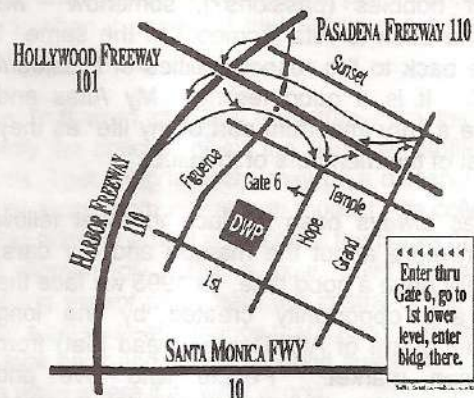 PASADENA FREEWAY 110
HOLLYWOOD FREEWAY
101
Sunset
HARBOR FREEWAY
110
Figueroa
Gate 6
DWP
Hope
Temple
Grand
1st
Enter thru
Gate 6, go to
1st lower
level, enter
bldg. there.
SANTA MONICA FWY
10